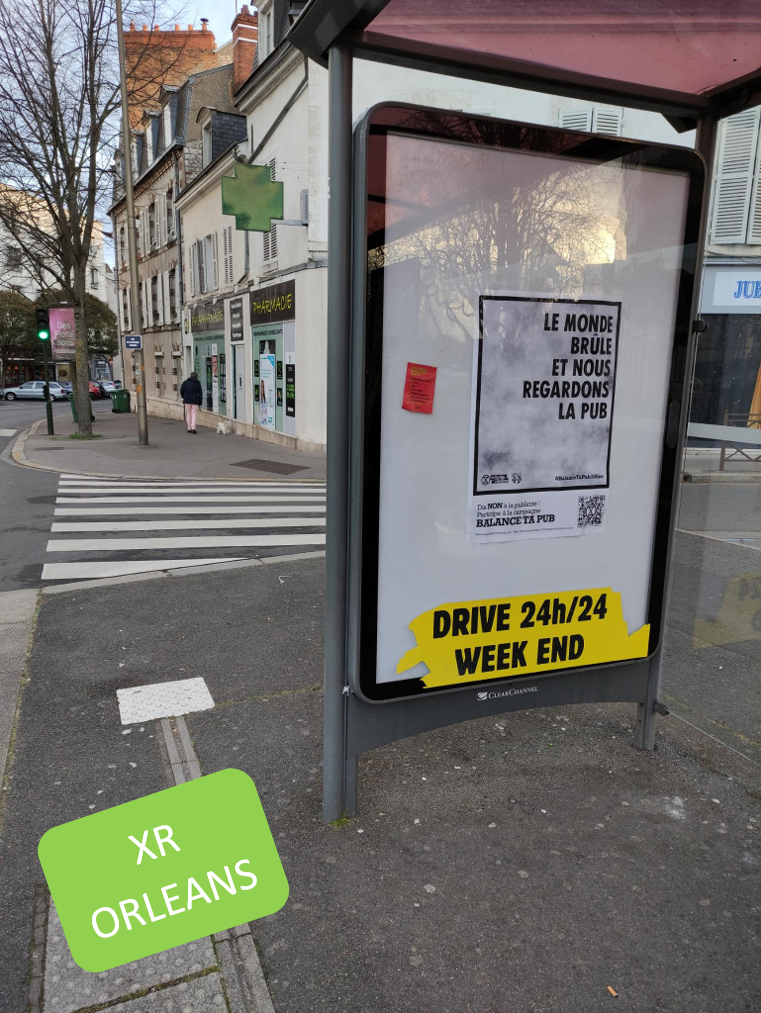 PHARMACIE
PHARMACIE
LE MONDE
BRÛLE
ET NOUS
REGARDONS
LA PUB
#BalanceTaPub
Dis NON à la publicité !
Participe à la campagne
BALANCE TA PUB
DRIVE 24h/24
WEEK END
CLEARCHANNEL
XR
ORLEANS